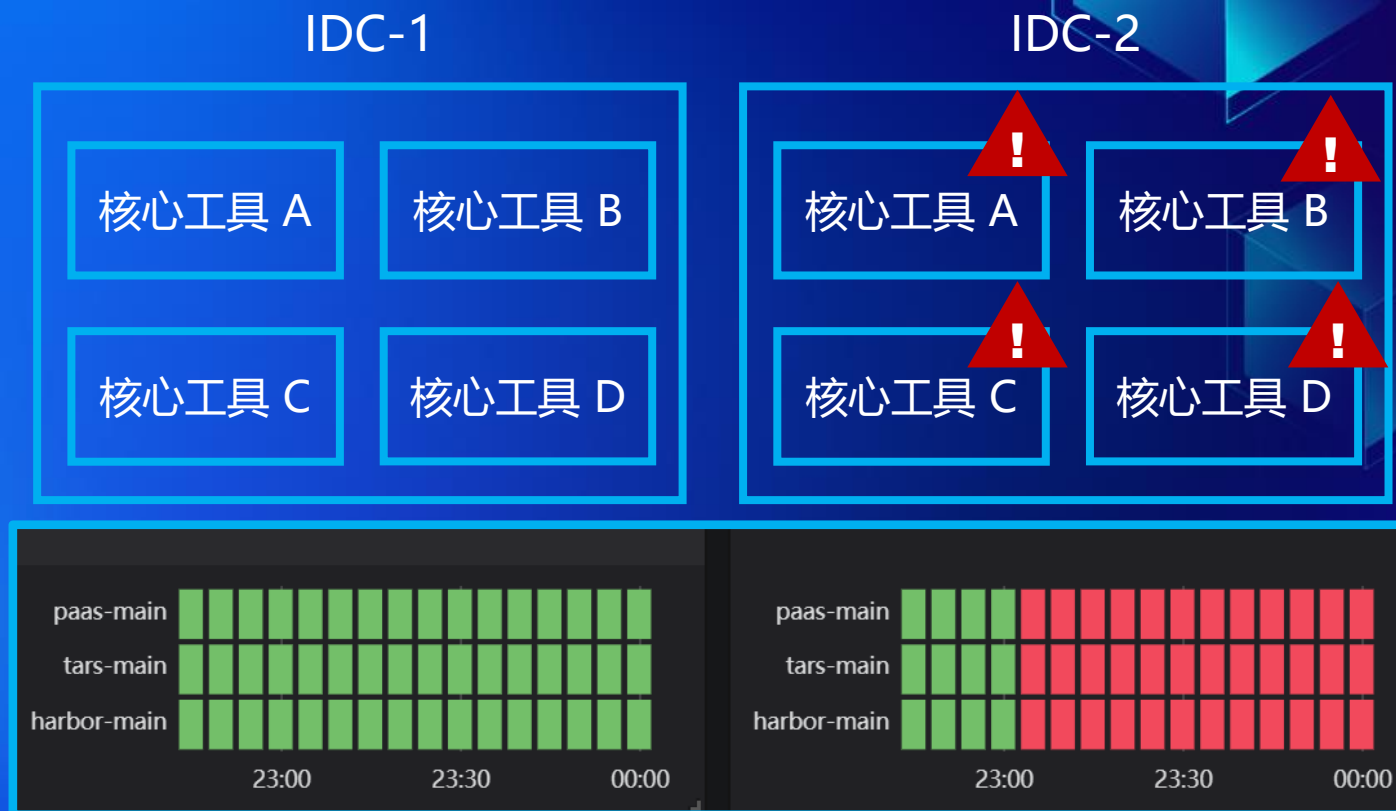 IDC-1
IDC-2
核心工具 A
核心工具 B
核心工具 C
核心工具 D
!
核心工具 A
!
核心工具 B
!
核心工具 C
!
核心工具 D
paas-main
tars-main
harbor-main
23:00
23:30
00:00
paas-main
tars-main
harbor-main
23:00
23:30
00:00